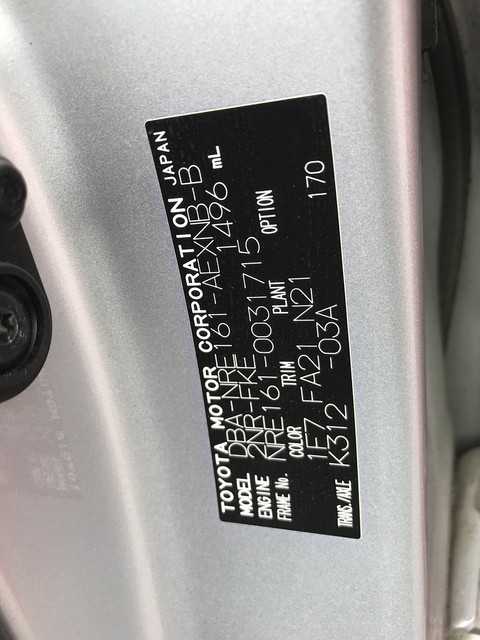 TOYOTA MOTOR CORPORATION JAPAN
MODEL DBA-NRE161-AEXNB-B
ENGINE 2NR-FKE 1496 mL
FRAME No. NRE161-0031715
COLOR TRIM PLANT OPTION
1F7 FA21 N21
TRANS./AXLE K312 -03A 170